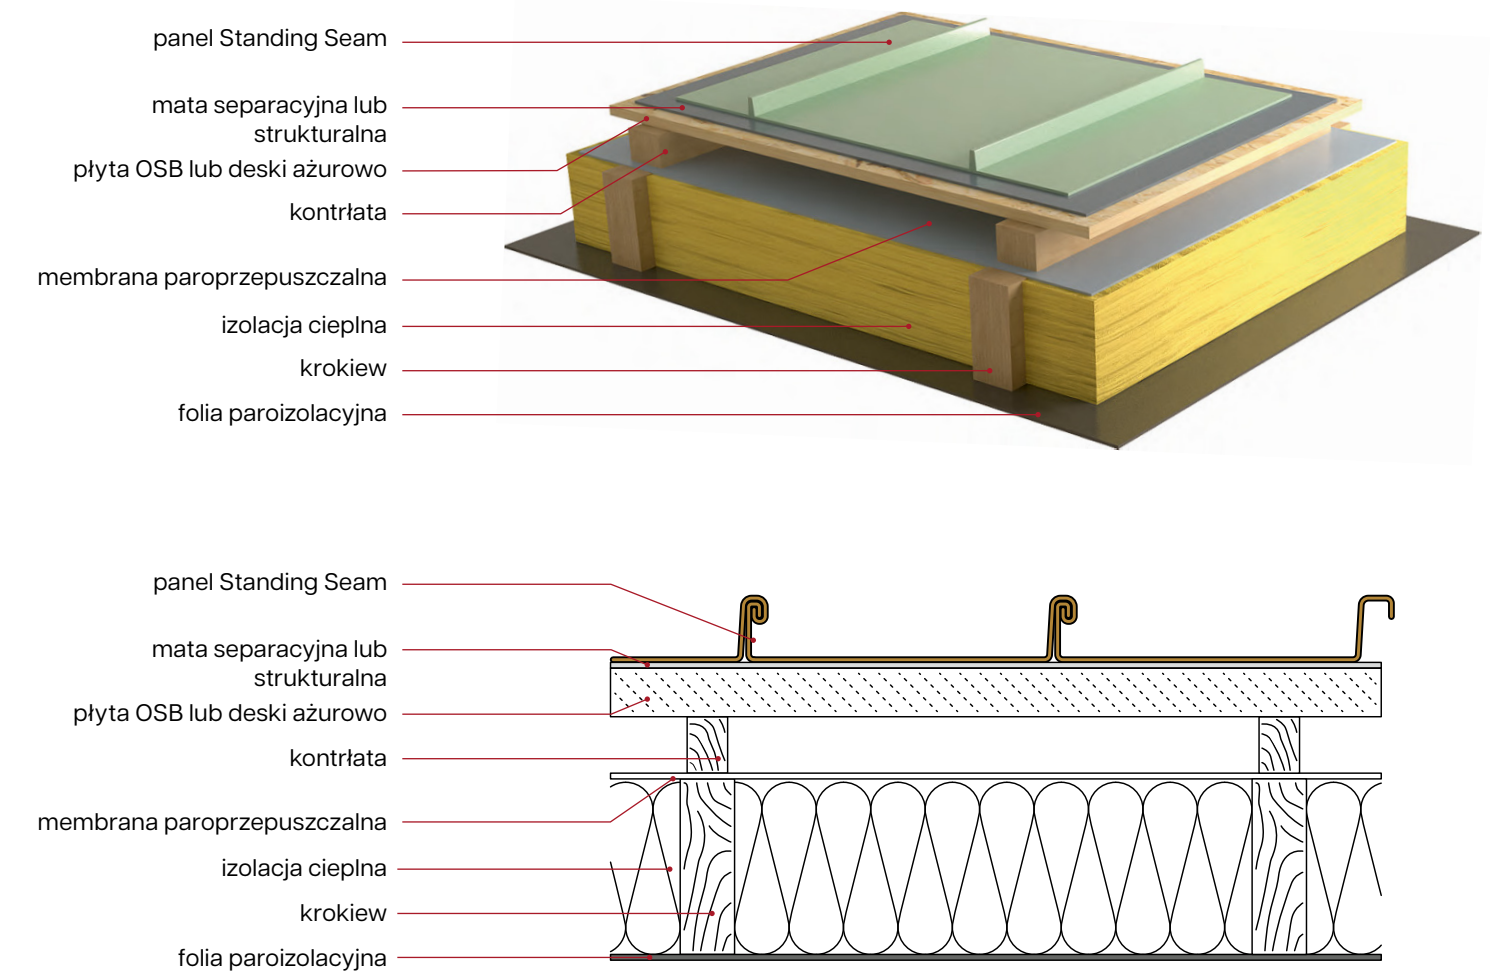 panel Standing Seam
mata separacyjna lub
strukturalna
płyta OSB lub deski ażurowo
kontrłata
membrana paroprzepuszczalna
izolacja cieplna
krokiew
folia paroizolacyjna
panel Standing Seam
mata separacyjna lub
strukturalna
płyta OSB lub deski ażurowo
kontrłata
membrana paroprzepuszczalna
izolacja cieplna
krokiew
folia paroizolacyjna